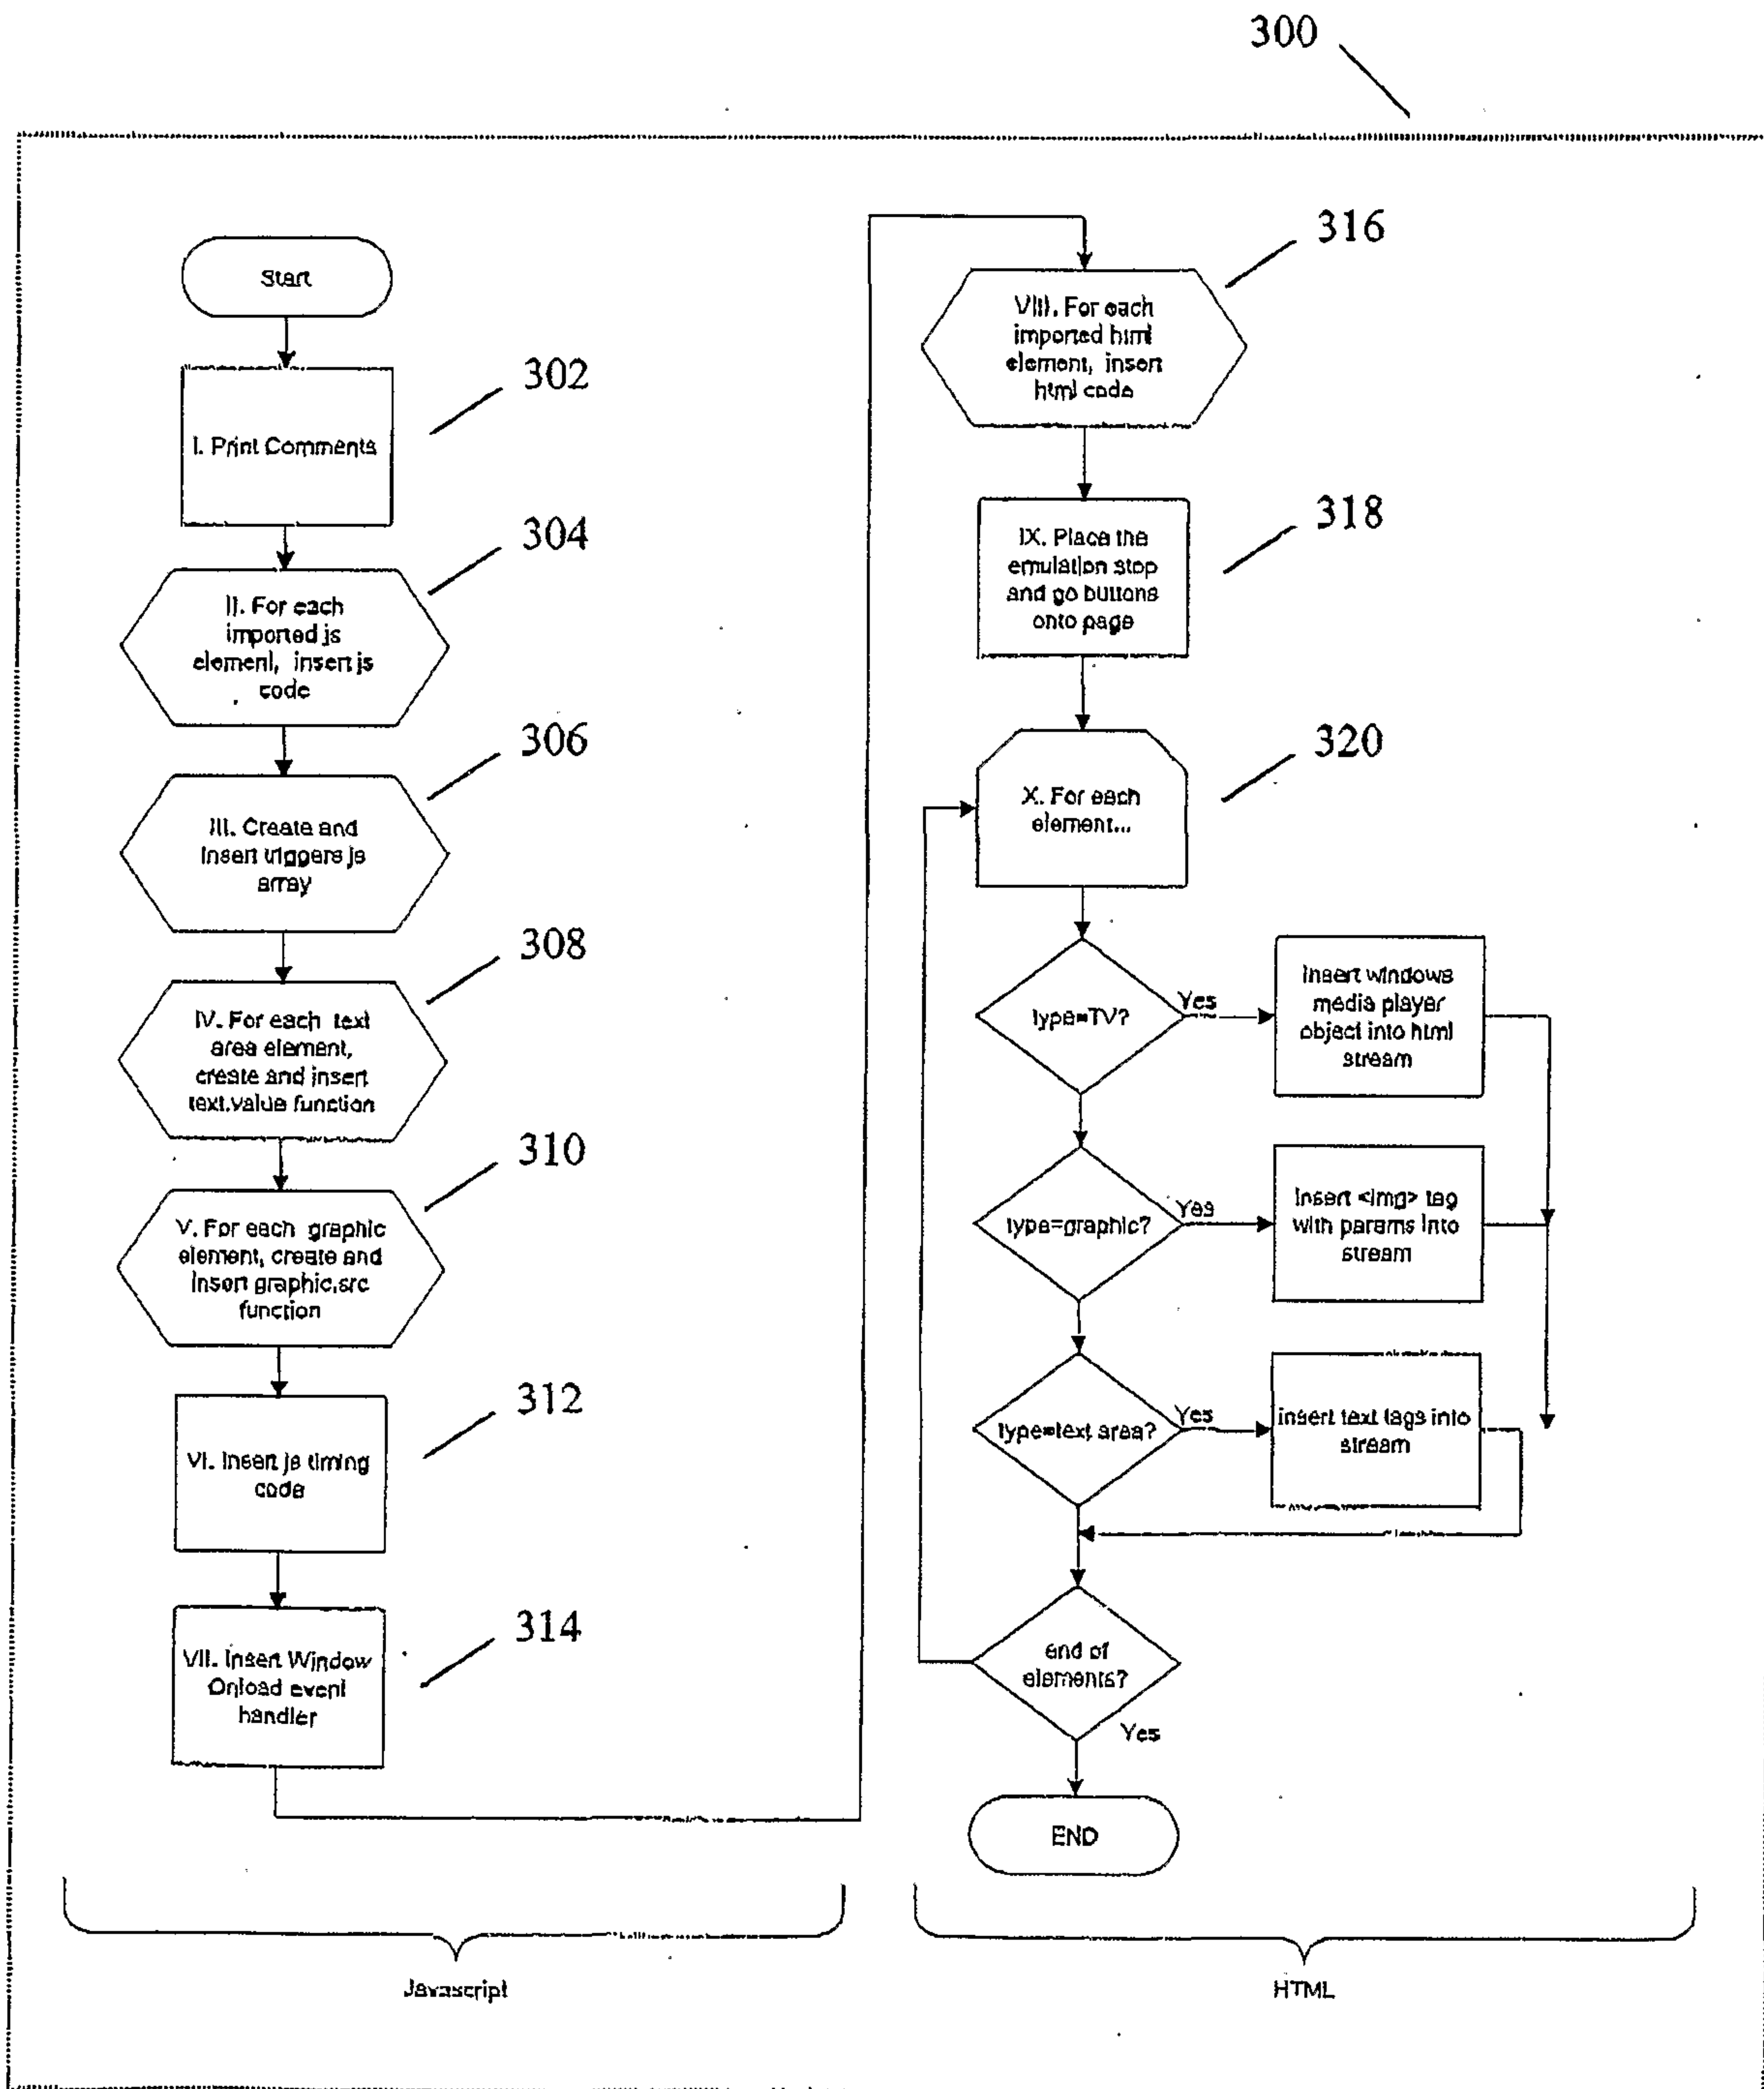 300
Start
302
I. Print Comments
304
II. For each
imported js
element, insert js
code
306
III. Create and
insert triggers js
array
308
IV. For each text
area element,
create and insert
text.value function
310
V. For each graphic
element, create and
insert graphic.src
function
312
VI. Insert js timing
code
314
VII. Insert Window
Onload event
handler
Javascript
316
VIII. For each
imported html
element, insert
html code
318
IX. Place the
emulation stop
and go buttons
onto page
320
X. For each
element...
type=TV?
Yes
Insert windows
media player
object into html
stream
type=graphic?
Yes
Insert <img> tag
with params into
stream
type=text area?
Yes
insert text tags into
stream
end of
elements?
Yes
END
HTML